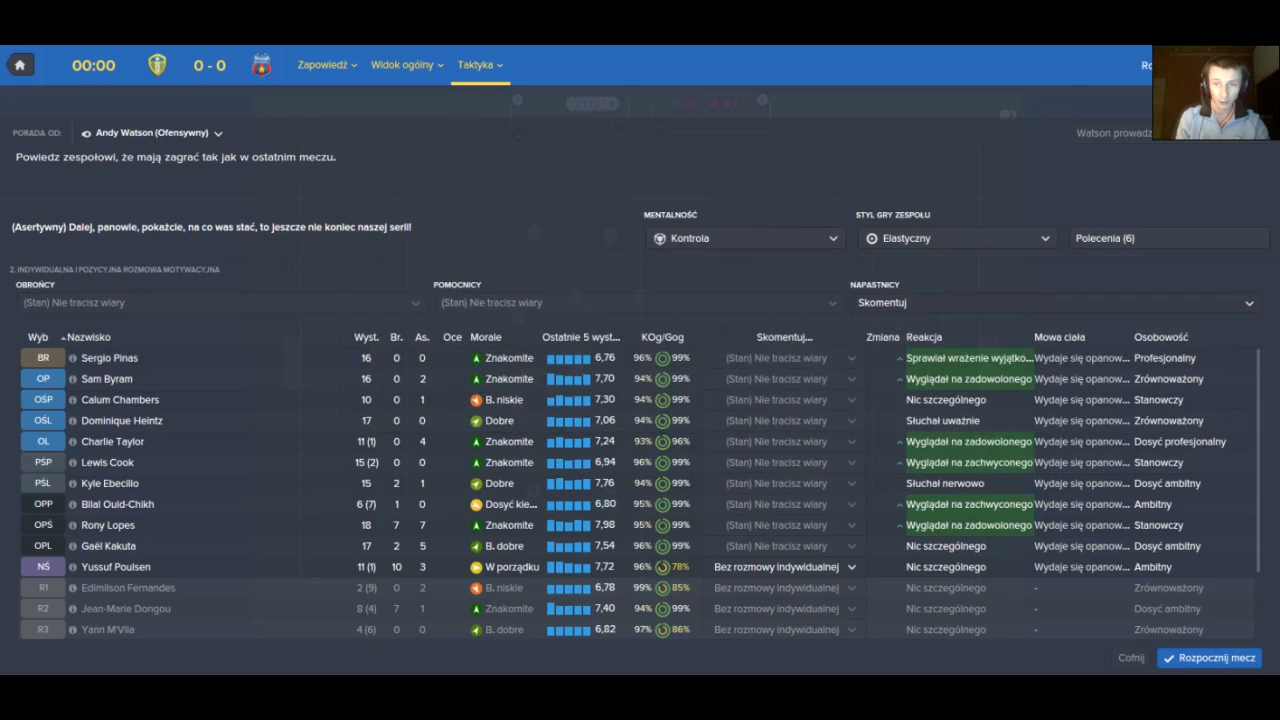 00:00 0 - 0 Zapowiedź Widok ogólny Taktyka Ro
PORADA OD: Andy Watson (Ofensywny) Watson prowadz
Powiedz zespołowi, że mają zagrać tak jak w ostatnim meczu.
MENTALNOŚĆ STYL GRY ZESPOŁU
(Asertywny) Dalej, panowie, pokażcie, na co was stać, to jeszcze nie koniec naszej serii!
Kontrola Elastyczny Polecenia (6)
2. INDYWIDUALNA I POZYCYJNA ROZMOWA MOTYWACYJNA
OBROŃCY POMOCNICY NAPASTNICY
(Stan) Nie tracisz wiary (Stan) Nie tracisz wiary Skomentuj
Wyb Nazwisko Wyst. Br. As. Oce Morale Ostatnie 5 wyst... KOg/Gog Skomentuj... Zmiana Reakcja Mowa ciała Osobowość
BR Sergio Pinas 16 0 0 Znakomite 6,76 96% 99% (Stan) Nie tracisz wiary Sprawiał wrażenie wyjątko... Wydaje się opanow... Profesjonalny
OP Sam Byram 16 0 2 Znakomite 7,70 94% 99% (Stan) Nie tracisz wiary Wyglądał na zadowolonego Wydaje się opanow... Zrównoważony
OŚP Calum Chambers 10 0 1 B. niskie 7,30 94% 99% (Stan) Nie tracisz wiary Nic szczególnego Wydaje się opanow... Stanowczy
OŚL Dominique Heintz 17 0 0 Dobre 7,06 94% 99% (Stan) Nie tracisz wiary Słuchał uważnie Wydaje się opanow... Zrównoważony
OL Charlie Taylor 11 (1) 0 4 Znakomite 7,24 93% 96% (Stan) Nie tracisz wiary Wyglądał na zadowolonego Wydaje się opanow... Dosyć profesjonalny
PŚP Lewis Cook 15 (2) 0 0 Znakomite 6,94 96% 99% (Stan) Nie tracisz wiary Wyglądał na zachwyconego Wydaje się opanow... Stanowczy
PŚL Kyle Ebecilio 15 2 1 Dobre 7,76 94% 99% (Stan) Nie tracisz wiary Słuchał nerwowo Wydaje się opanow... Dosyć ambitny
OPP Bilal Ould-Chikh 6 (7) 1 0 Dosyć kie... 6,80 95% 99% (Stan) Nie tracisz wiary Wyglądał na zachwyconego Wydaje się opanow... Ambitny
OPŚ Rony Lopes 18 7 7 Znakomite 7,98 95% 99% (Stan) Nie tracisz wiary Wyglądał na zadowolonego Wydaje się opanow... Stanowczy
OPL Gaël Kakuta 17 2 5 B. dobre 7,54 96% 99% (Stan) Nie tracisz wiary Nic szczególnego Wydaje się opanow... Dosyć ambitny
NŚ Yussuf Poulsen 11 (1) 10 3 W porządku 7,72 96% 78% Bez rozmowy indywidualnej Nic szczególnego Wydaje się opanow... Ambitny
R1 Edimilson Fernandes 2 (9) 0 2 B. niskie 6,78 99% 85% Bez rozmowy indywidualnej Nic szczególnego - Zrównoważony
R2 Jean-Marie Dongou 8 (4) 7 1 Znakomite 7,40 94% 99% Bez rozmowy indywidualnej Nic szczególnego - Dosyć ambitny
R3 Yann M'Vila 4 (6) 0 0 B. dobre 6,82 97% 86% Bez rozmowy indywidualnej Nic szczególnego - Zrównoważony
Cofnij Rozpocznij mecz